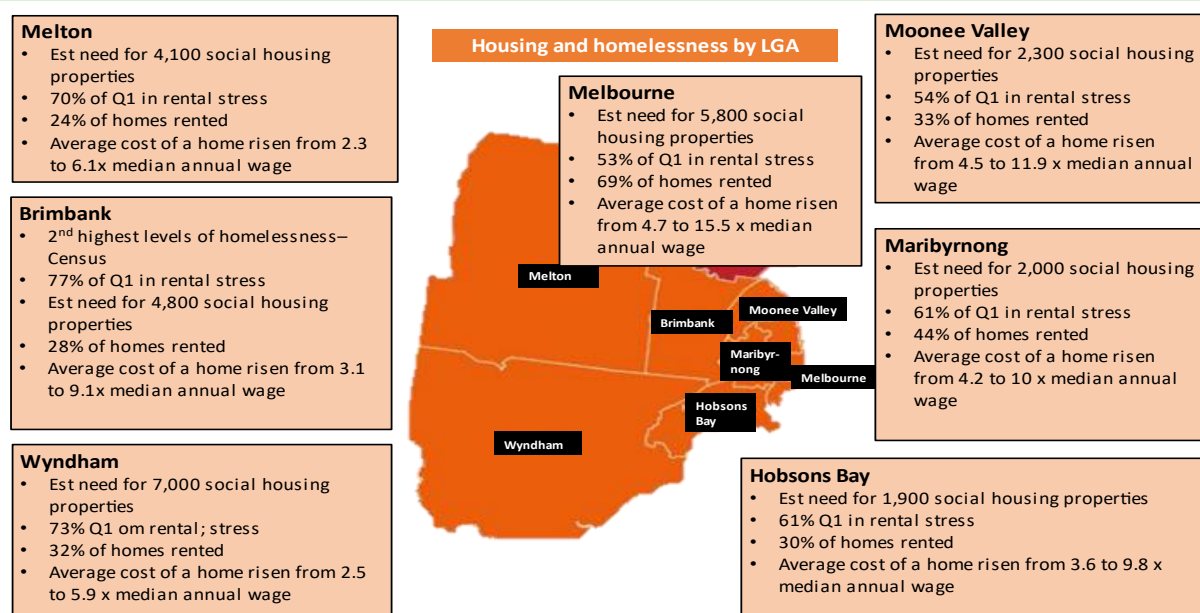 Housing and homelessness by LGA
Melton
• Est need for 4,100 social housing
properties
• 70% of Q1 in rental stress
• 24% of homes rented
• Average cost of a home risen from 2.3
to 6.1x median annual wage
Brimbank
• 2nd highest levels of homelessness–
Census
• 77% of Q1 in rental stress
• Est need for 4,800 social housing
properties
• 28% of homes rented
• Average cost of a home risen from 3.1
to 9.1x median annual wage
Wyndham
• Est need for 7,000 social housing
properties
• 73% Q1 om rental; stress
• 32% of homes rented
• Average cost of a home risen from 2.5
to 5.9 x median annual wage
Melbourne
• Est need for 5,800 social
housing properties
• 53% of Q1 in rental stress
• 69% of homes rented
• Average cost of a home risen
from 4.7 to 15.5 x median
annual wage
Melton
Brimbank
Moonee Valley
Maribyr-
nong
Melbourne
Hobsons
Bay
Wyndham
Moonee Valley
• Est need for 2,300 social housing
properties
• 54% of Q1 in rental stress
• 33% of homes rented
• Average cost of a home risen
from 4.5 to 11.9 x median annual
wage
Maribyrnong
• Est need for 2,000 social housing
properties
• 61% of Q1 in rental stress
• 44% of homes rented
• Average cost of a home risen
from 4.2 to 10 x median annual
wage
Hobsons Bay
• Est need for 1,900 social housing properties
• 61% Q1 in rental stress
• 30% of homes rented
• Average cost of a home risen from 3.6 to 9.8 x
median annual wage